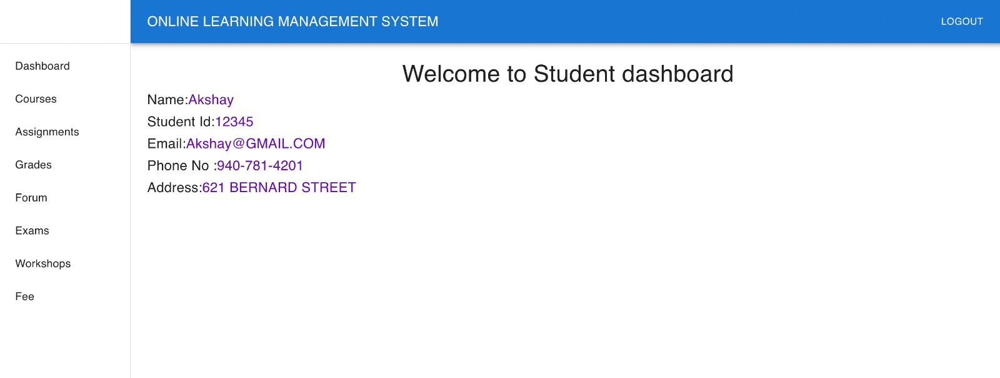 ONLINE LEARNING MANAGEMENT SYSTEM
LOGOUT
Dashboard
Courses
Assignments
Grades
Forum
Exams
Workshops
Fee
Welcome to Student dashboard
Name:Akshay
Student Id:12345
Email:Akshay@GMAIL.COM
Phone No :940-781-4201
Address:621 BERNARD STREET